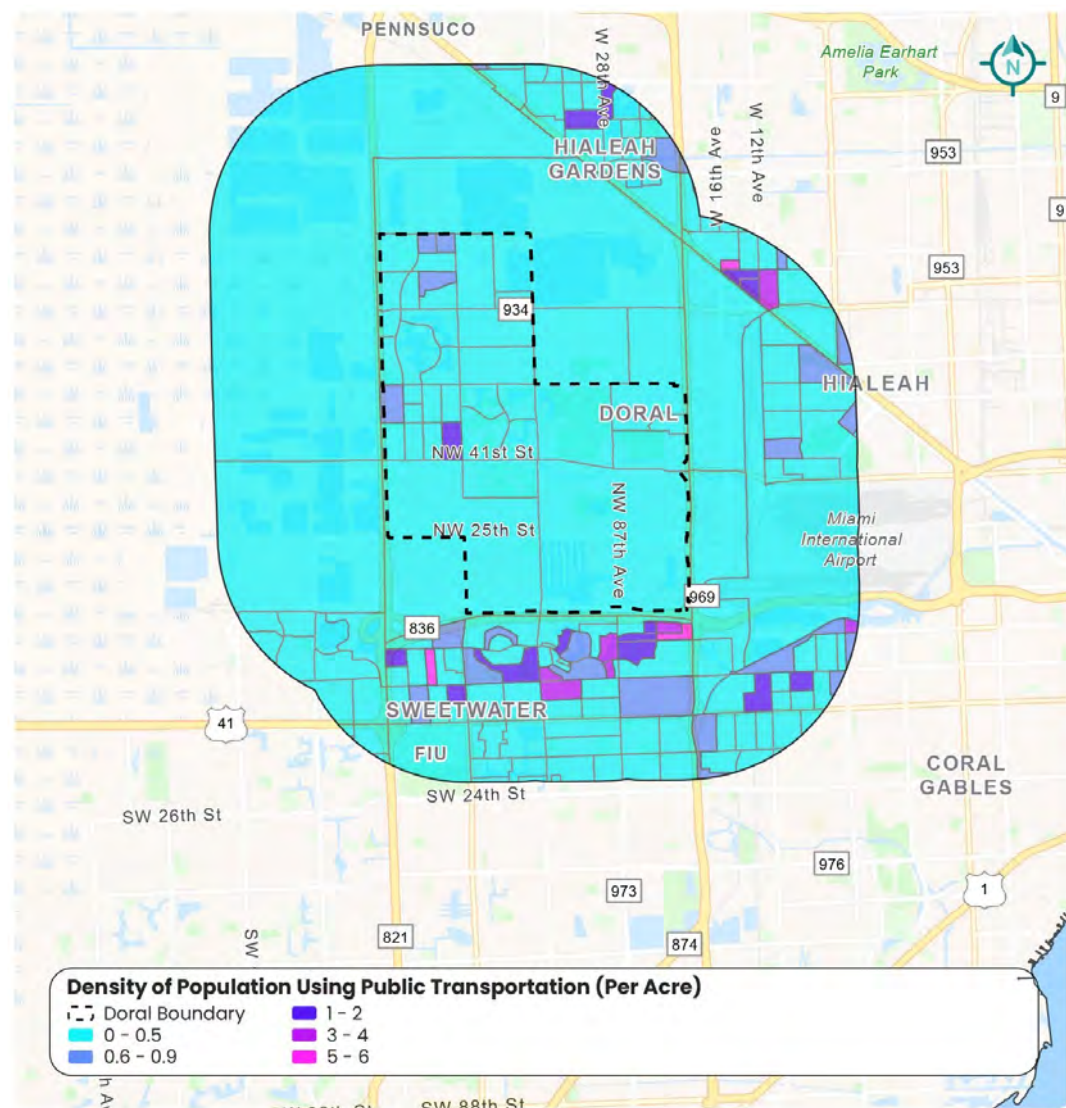 PENNSUCO
W 28th Ave
Amelia Earhart
Park
N
9
W 12th Ave
W 19th Ave
953
HIALEAH
GARDENS
9
953
934
HIALEAH
DORAL
NW 41st St
NW 87th Ave
Miami
International
Airport
NW 25th St
969
836
SWEETWATER
41
FIU
CORAL
GABLES
SW 24th St
SW 26th St
976
973
1
821
874
SW
Density of Population Using Public Transportation (Per Acre)
Doral Boundary
0 - 0.5
0.6 - 0.9
1 - 2
3 - 4
5 - 6
SW 88th St